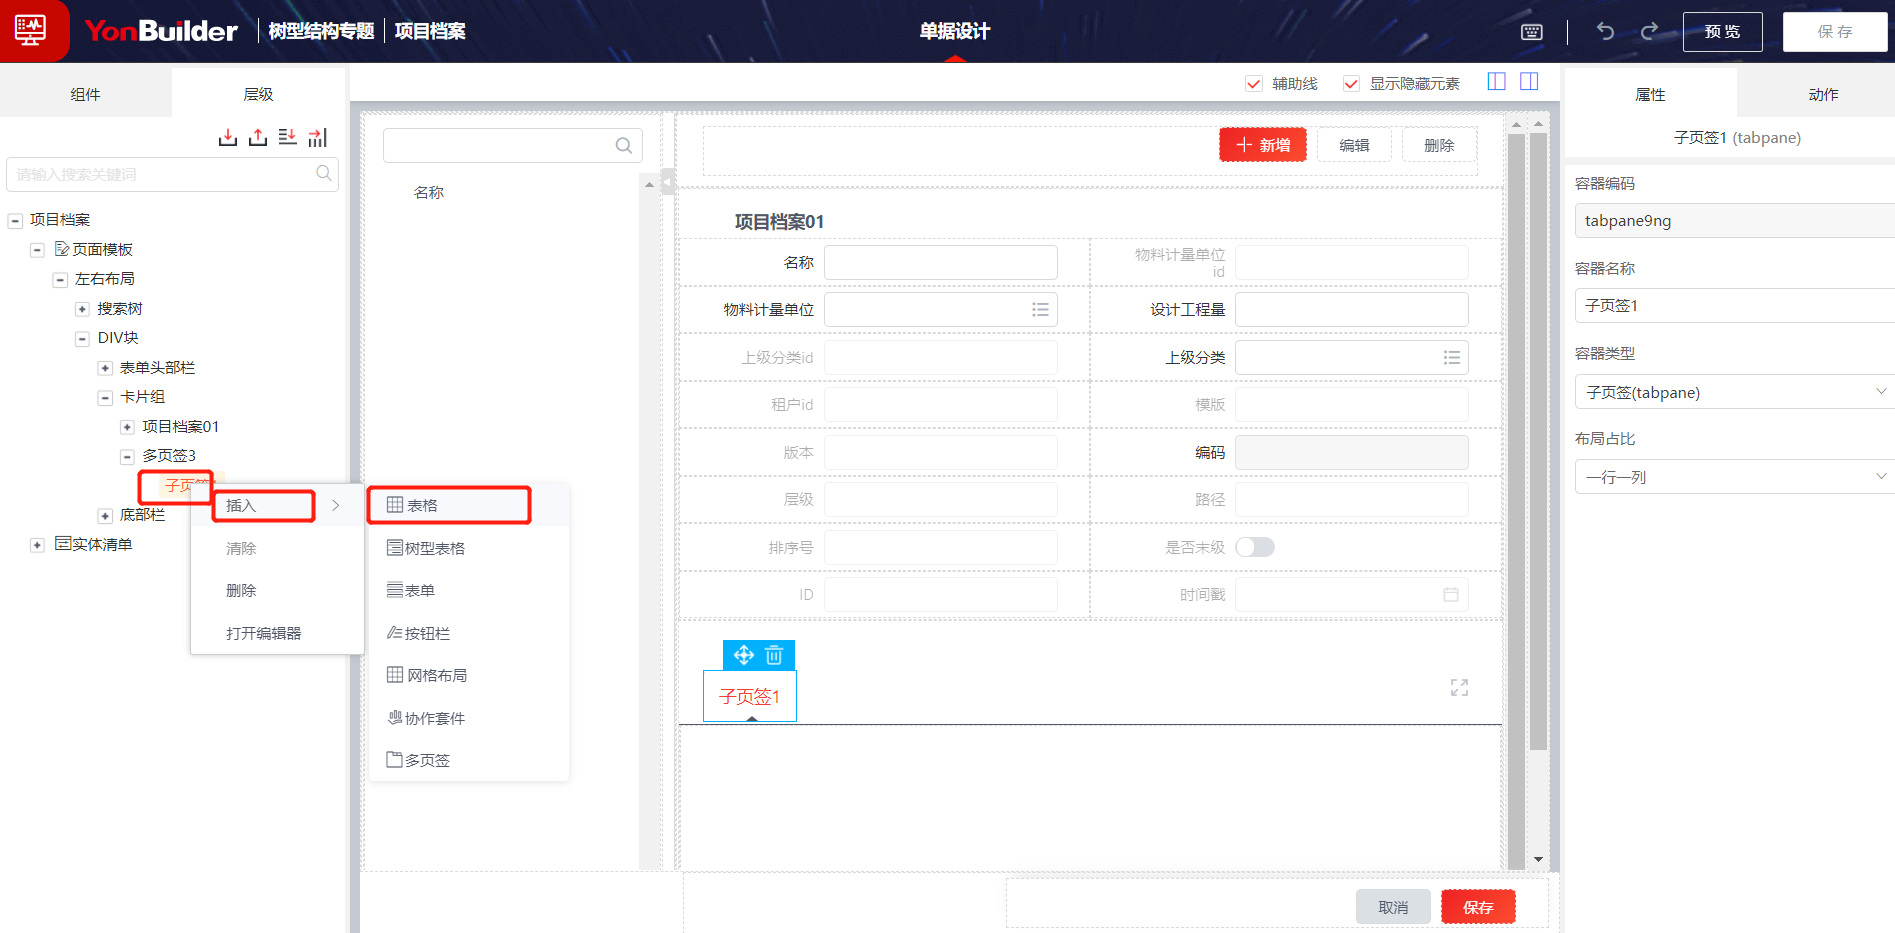 YonBuilder 树型结构专题 项目档案
单据设计
预览
保存
组件
层级
辅助线
显示隐藏元素
属性
动作
请输入搜索关键词
项目档案
页面模板
左右布局
搜索树
DIV块
表单头部栏
卡片组
项目档案01
多页签3
子页签
底部栏
实体清单
插入
清除
删除
打开编辑器
表格
树型表格
表单
按钮栏
网格布局
协作套件
多页签
名称
新增
编辑
删除
项目档案01
名称
物料计量单位id
物料计量单位
设计工程量
上级分类id
上级分类
租户id
模版
版本
编码
层级
路径
排序号
是否末级
ID
时间戳
子页签1
取消
保存
子页签1 (tabpane)
容器编码
tabpane9ng
容器名称
子页签1
容器类型
子页签(tabpane)
布局占比
一行一列